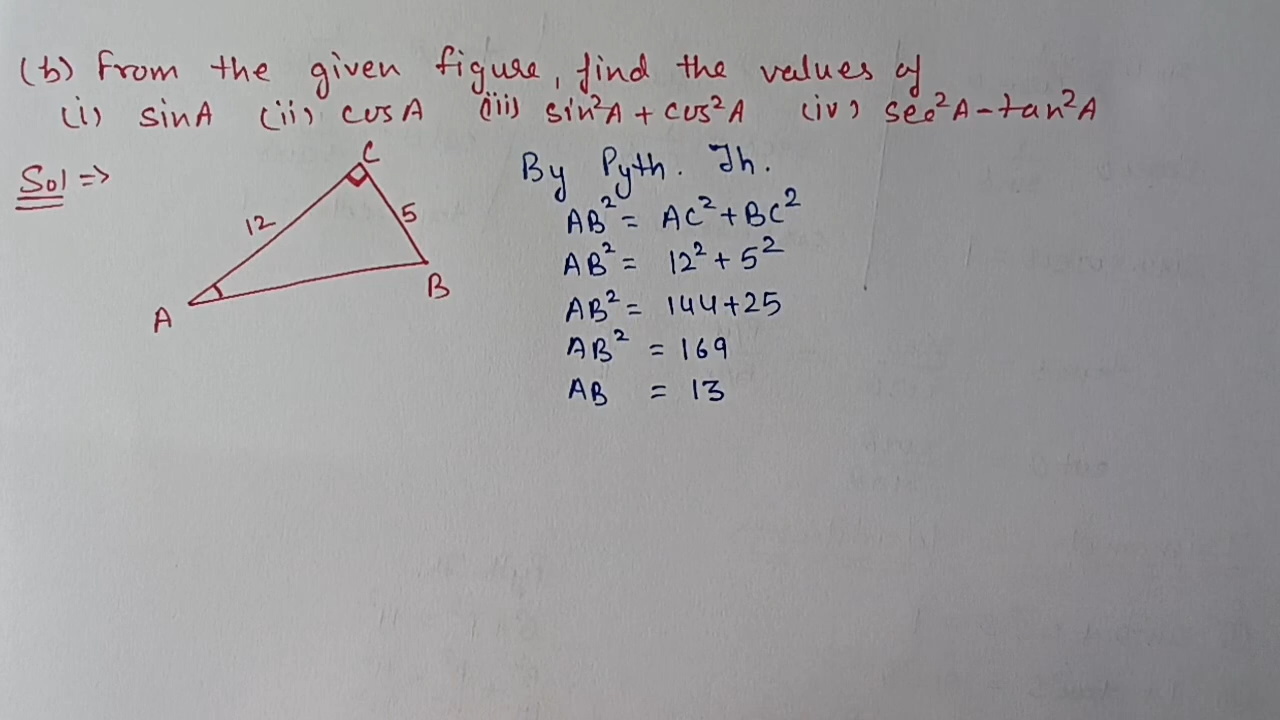 (b) From the given figure, find the values of
(i) sinA (ii) cosA (iii) sin²A + cos²A (iv) sec²A - tan²A
Sol ⇒
C
12
5
A
B
By Pyth. Th.
AB² = AC² + BC²
AB² = 12² + 5²
AB² = 144 + 25
AB² = 169
AB = 13